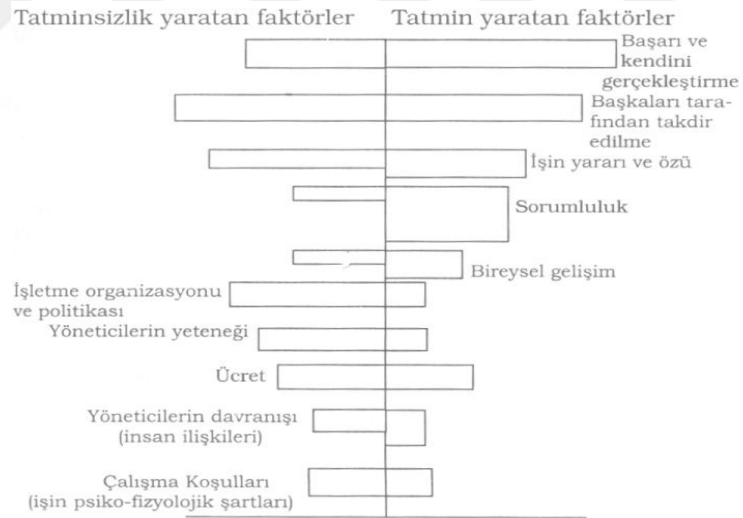 Tatminsizlik yaratan faktörler
Tatmin yaratan faktörler
Başarı ve
kendini
gerçekleştirme
Başkaları tara-
fından takdir
edilme
İşin yararı ve özü
Sorumluluk
Bireysel gelişim
İşletme organizasyonu
ve politikası
Yöneticilerin yeteneği
Ücret
Yöneticilerin davranışı
(insan ilişkileri)
Çalışma Koşulları
(işin psiko-fizyolojik şartları)